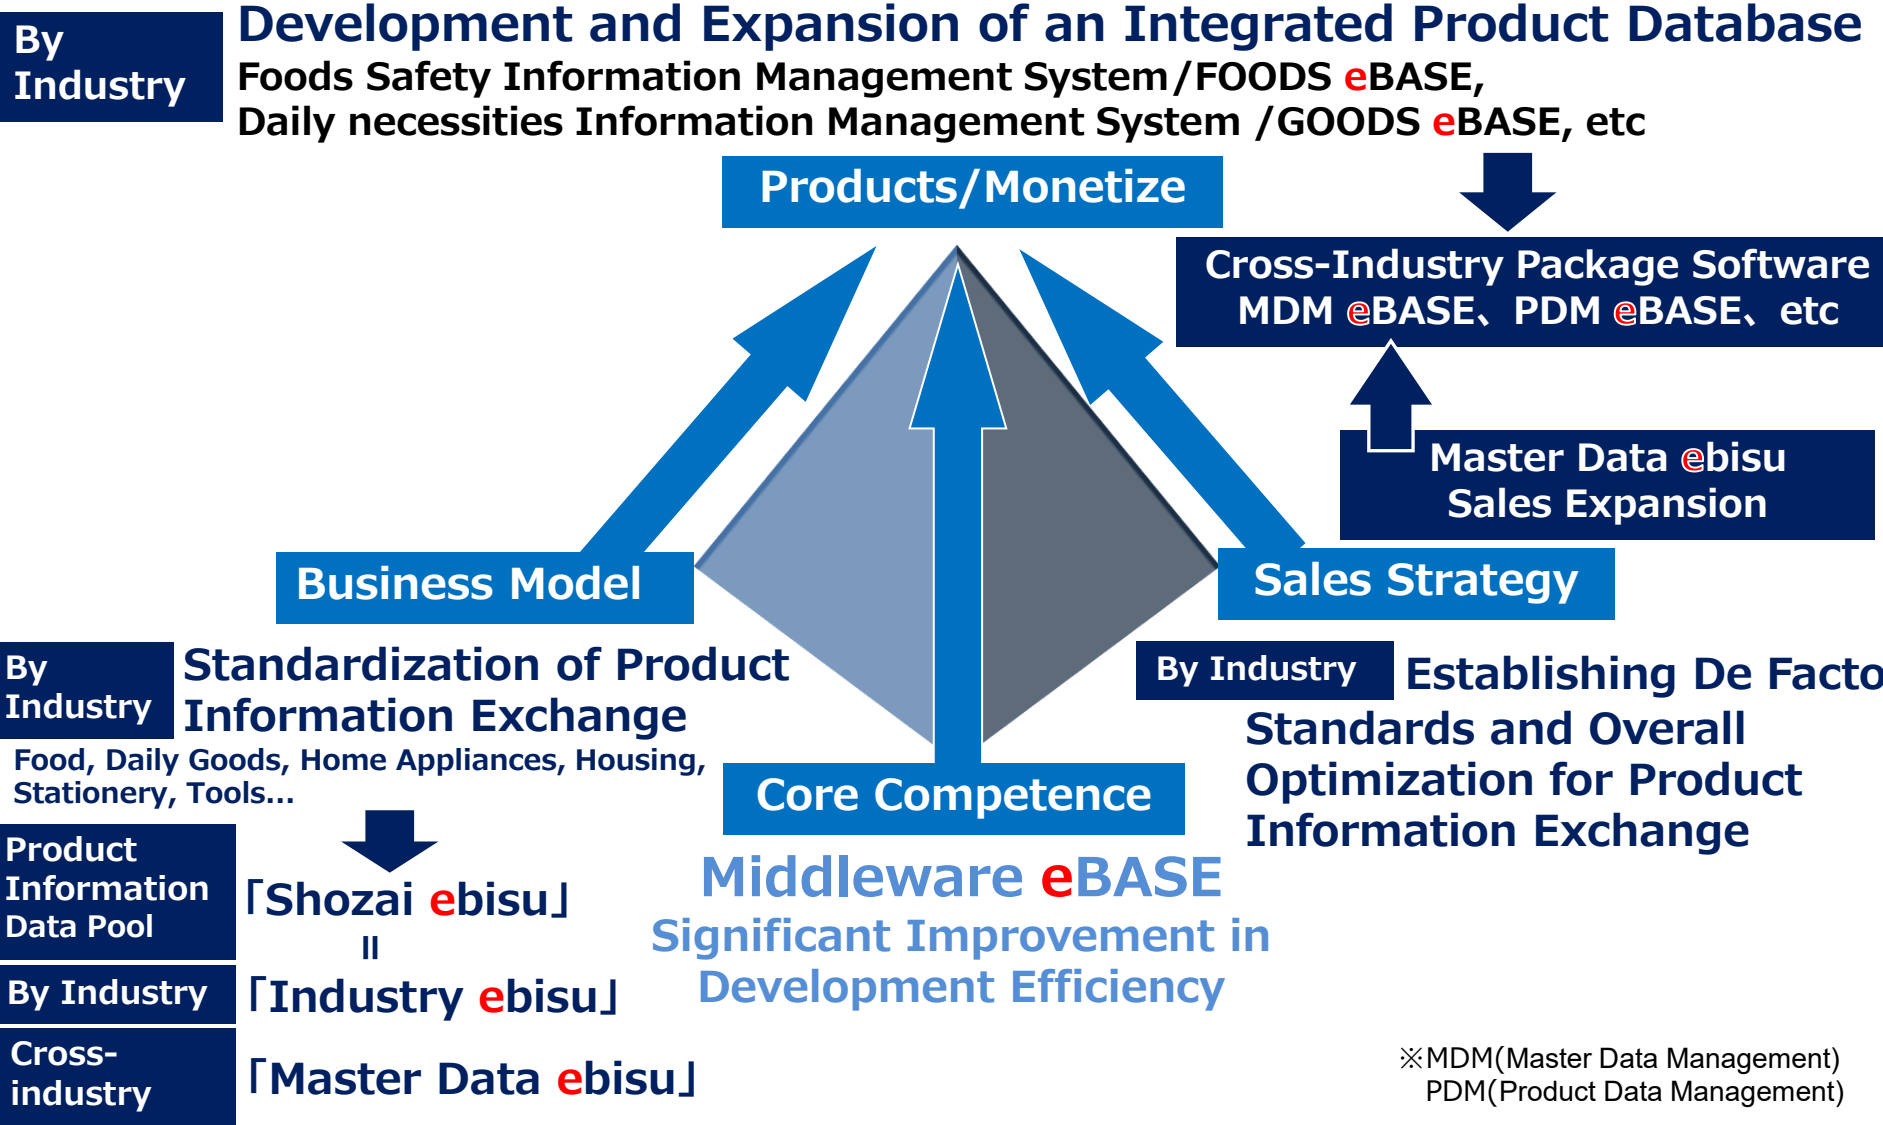 By
Industry
Development and Expansion of an Integrated Product Database
Foods Safety Information Management System/FOODS eBASE,
Daily necessities Information Management System /GOODS eBASE, etc
Products/Monetize
Cross-Industry Package Software
MDM eBASE、PDM eBASE、etc
Master Data ebisu
Sales Expansion
Business Model
Sales Strategy
By
Industry
Standardization of Product
Information Exchange
Food, Daily Goods, Home Appliances, Housing,
Stationery, Tools...
By Industry
Establishing De Facto
Standards and Overall
Optimization for Product
Information Exchange
Core Competence
Middleware eBASE
Significant Improvement in
Development Efficiency
Product
Information
Data Pool
「Shozai ebisu」
=
By Industry
「Industry ebisu」
Cross-
industry
「Master Data ebisu」
※MDM(Master Data Management)
PDM(Product Data Management)